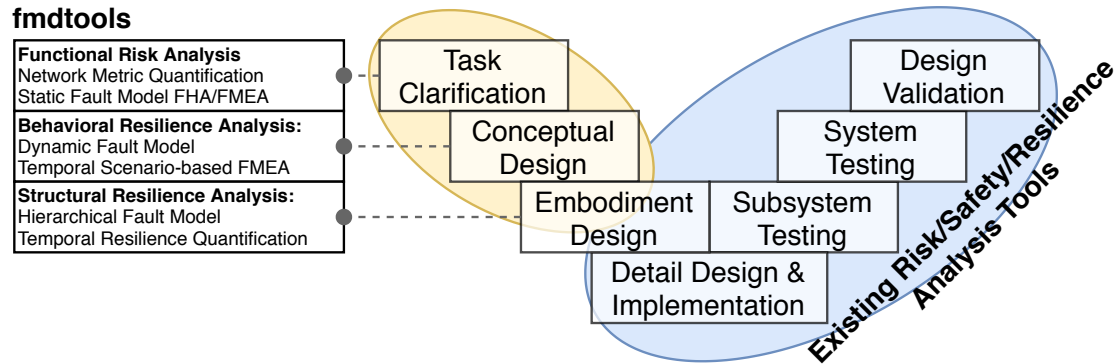 fmdtools
Functional Risk Analysis
Network Metric Quantification
Static Fault Model FHA/FMEA
Behavioral Resilience Analysis:
Dynamic Fault Model
Temporal Scenario-based FMEA
Structural Resilience Analysis:
Hierarchical Fault Model
Temporal Resilience Quantification
Task
Clarification
Conceptual
Design
Embodiment
Design
Detail Design &
Implementation
Subsystem
Testing
System
Testing
Design
Validation
Existing Risk/Safety/Resilience
Analysis Tools